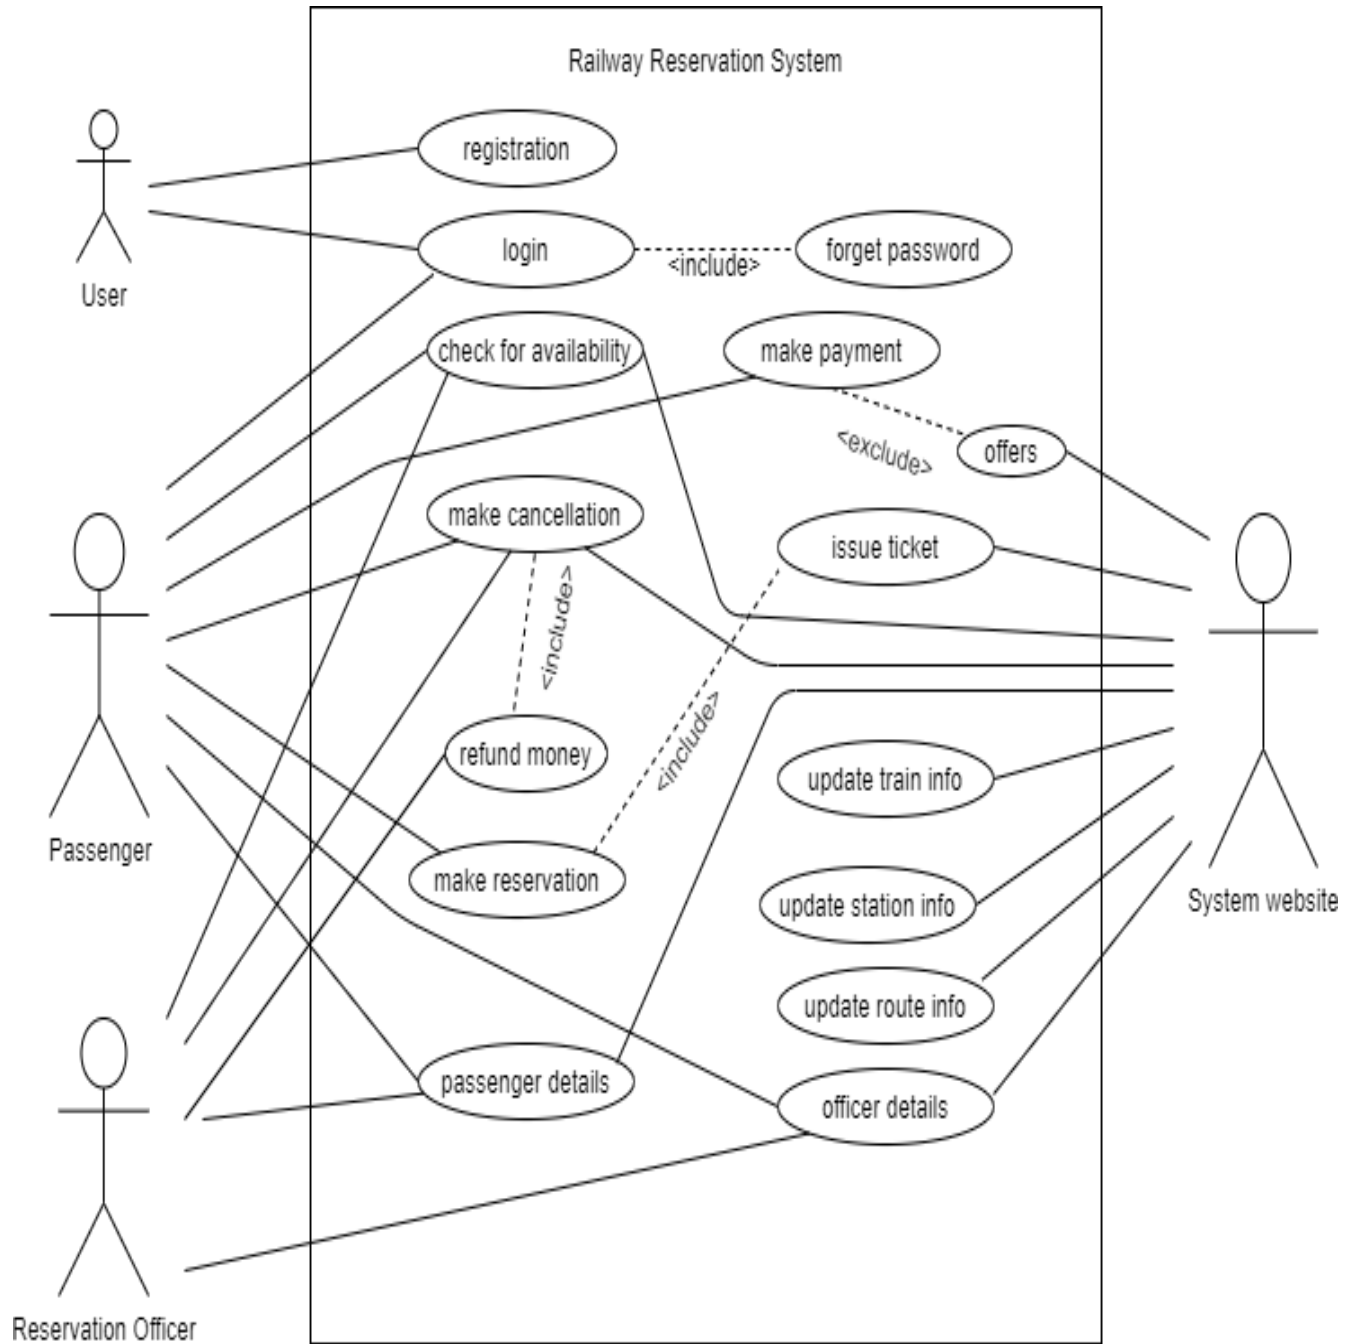 Railway Reservation System
registration
User
login
<include>
forget password
check for availability
make payment
<exclude>
offers
make cancellation
issue ticket
<include>
refund money
<include>
update train info
Passenger
make reservation
update station info
System website
update route info
passenger details
officer details
Reservation Officer